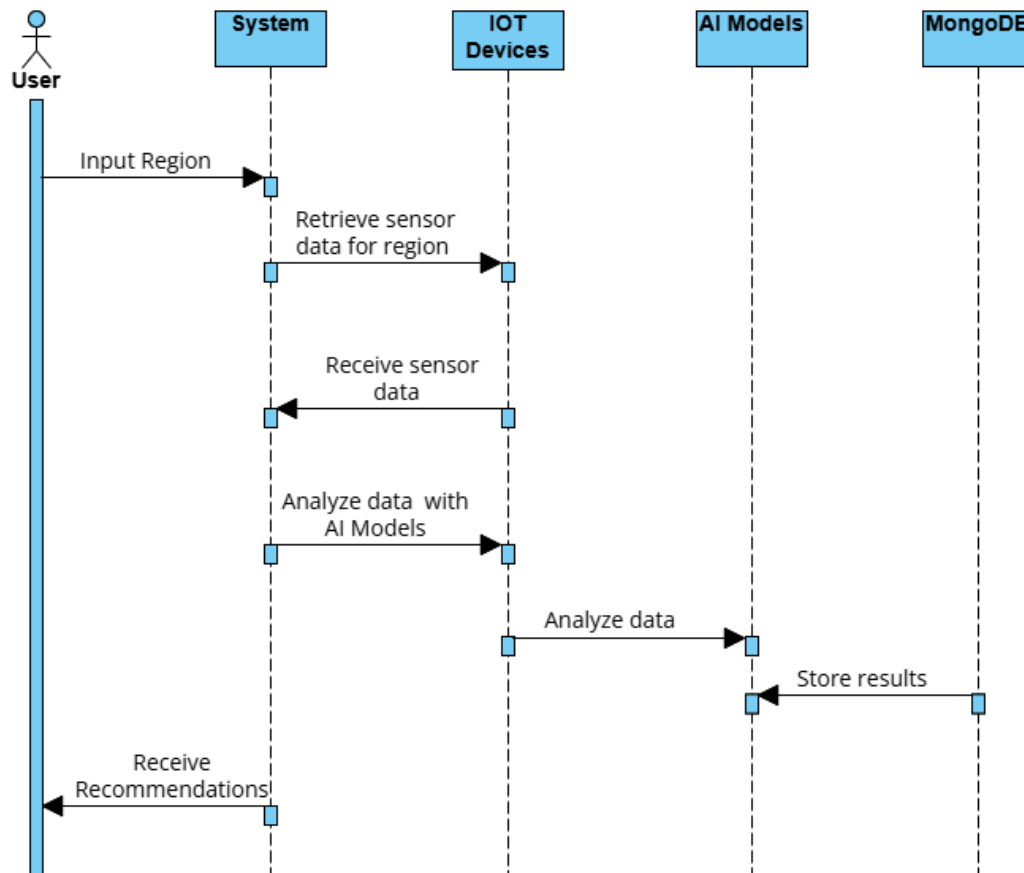 System
IOT
Devices
AI Models
MongoDE
User
Input Region
Retrieve sensor
data for region
Receive sensor
data
Analyze data with
AI Models
Analyze data
Store results
Receive
Recommendations